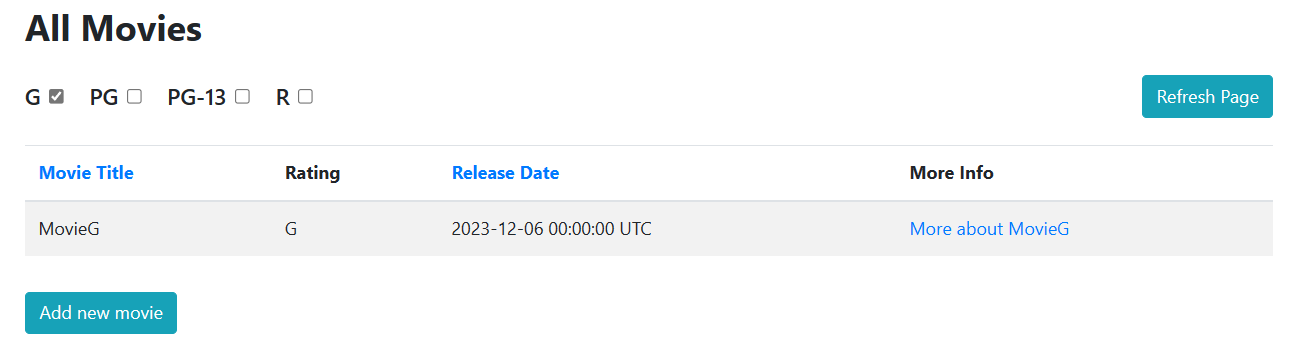 All Movies
G PG PG-13 R Refresh Page
Movie Title Rating Release Date More Info
MovieG G 2023-12-06 00:00:00 UTC More about MovieG
Add new movie